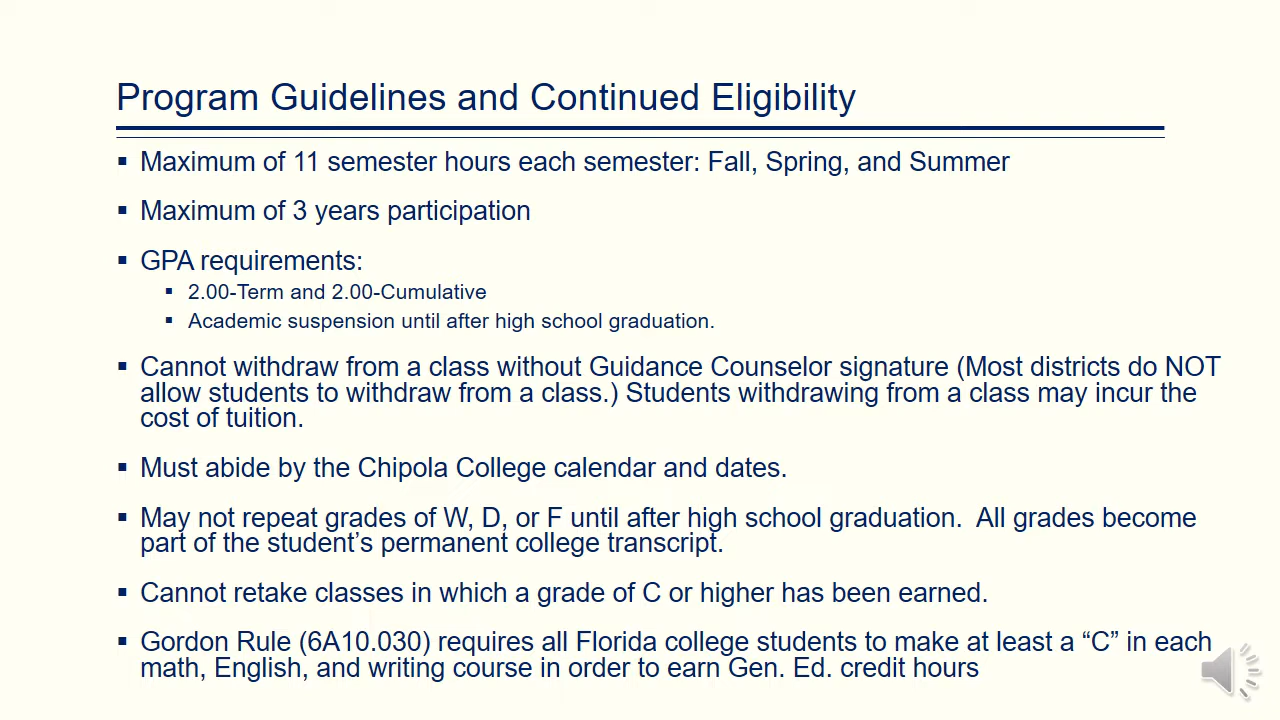 Program Guidelines and Continued Eligibility
▪ Maximum of 11 semester hours each semester: Fall, Spring, and Summer
▪ Maximum of 3 years participation
▪ GPA requirements:
▪ 2.00-Term and 2.00-Cumulative
▪ Academic suspension until after high school graduation.
▪ Cannot withdraw from a class without Guidance Counselor signature (Most districts do NOT
allow students to withdraw from a class.) Students withdrawing from a class may incur the
cost of tuition.
▪ Must abide by the Chipola College calendar and dates.
▪ May not repeat grades of W, D, or F until after high school graduation.  All grades become
part of the student’s permanent college transcript.
▪ Cannot retake classes in which a grade of C or higher has been earned.
▪ Gordon Rule (6A10.030) requires all Florida college students to make at least a “C” in each
math, English, and writing course in order to earn Gen. Ed. credit hours